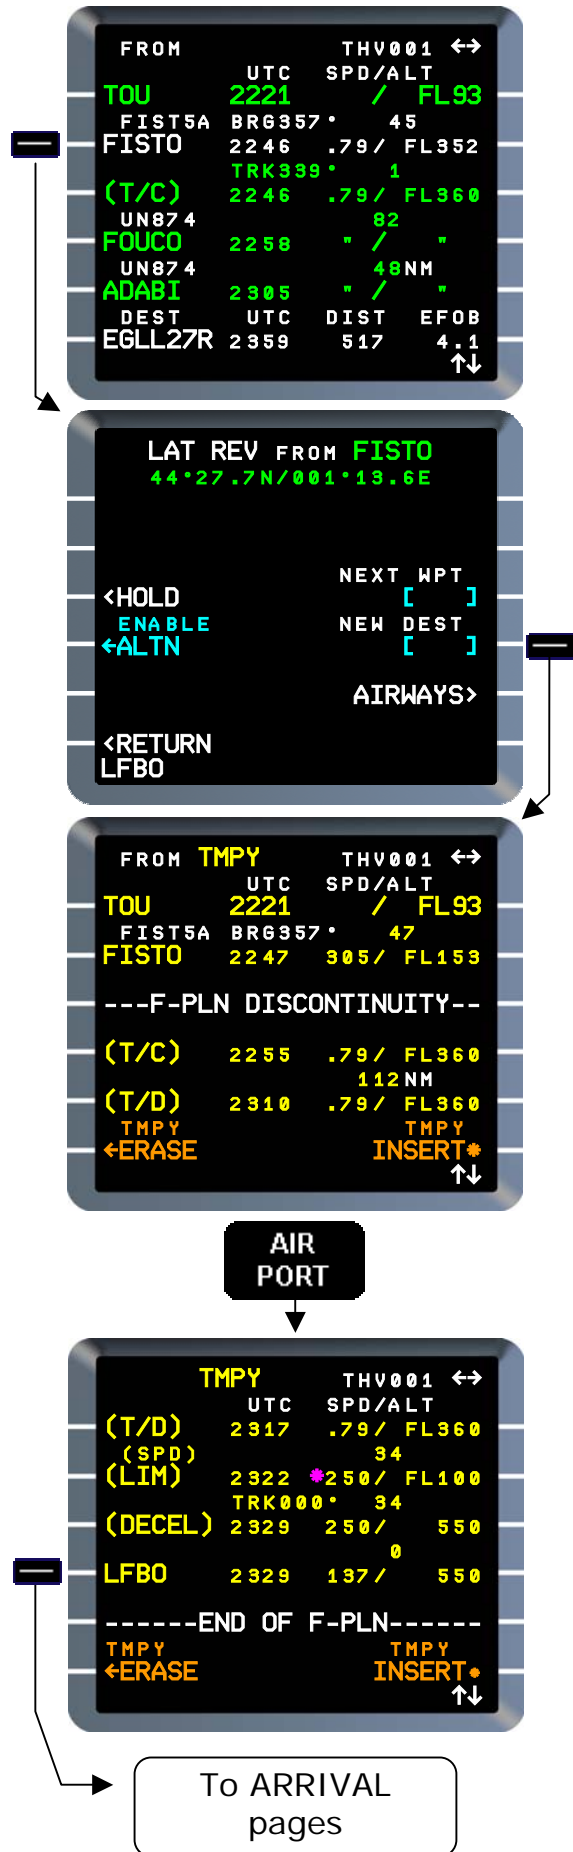 FROM THV001 ←→
UTC SPD/ALT
TOU 2221 / FL93
FIST5A BRG357° 45
FISTO 2246 .79/ FL352
TRK339° 1
(T/C) 2246 .79/ FL360
UN874 82
FOUCO 2258 " / "
UN874 48NM
ADABI 2305 " / "
DEST UTC DIST EFOB
EGLL27R 2359 517 4.1
↑↓
LAT REV FROM FISTO
44°27.7N/001°13.6E
NEXT WPT
<HOLD [ ]
ENABLE NEW DEST
←ALTN [ ]
AIRWAYS>
<RETURN
LFBO
FROM TMPY THV001 ←→
UTC SPD/ALT
TOU 2221 / FL93
FIST5A BRG357° 47
FISTO 2247 305/ FL153
---F-PLN DISCONTINUITY--
(T/C) 2255 .79/ FL360
112NM
(T/D) 2310 .79/ FL360
TMPY TMPY
←ERASE INSERT*
↑↓
AIR
PORT
TMPY THV001 ←→
UTC SPD/ALT
(T/D) 2317 .79/ FL360
(SPD) 34
(LIM) 2322 *250/ FL100
TRK000° 34
(DECEL) 2329 250/ 550
0
LFBO 2329 137/ 550
------END OF F-PLN------
TMPY TMPY
←ERASE INSERT*
↑↓
To ARRIVAL
pages